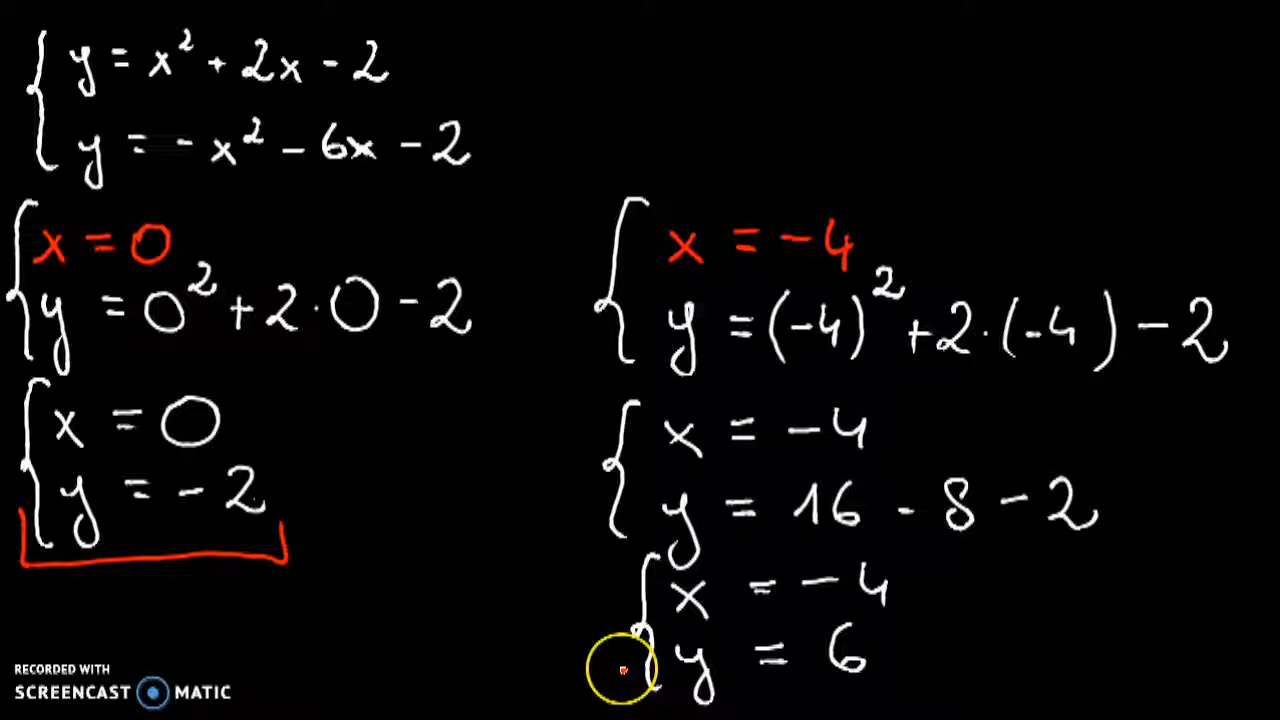 y = x² + 2x - 2
y = - x² - 6x - 2
x = 0
y = 0² + 2 · 0 - 2
x = 0
y = - 2
x = - 4
y = (-4)² + 2 · (-4) - 2
x = - 4
y = 16 - 8 - 2
x = - 4
y = 6
RECORDED WITH
SCREENCAST MATIC